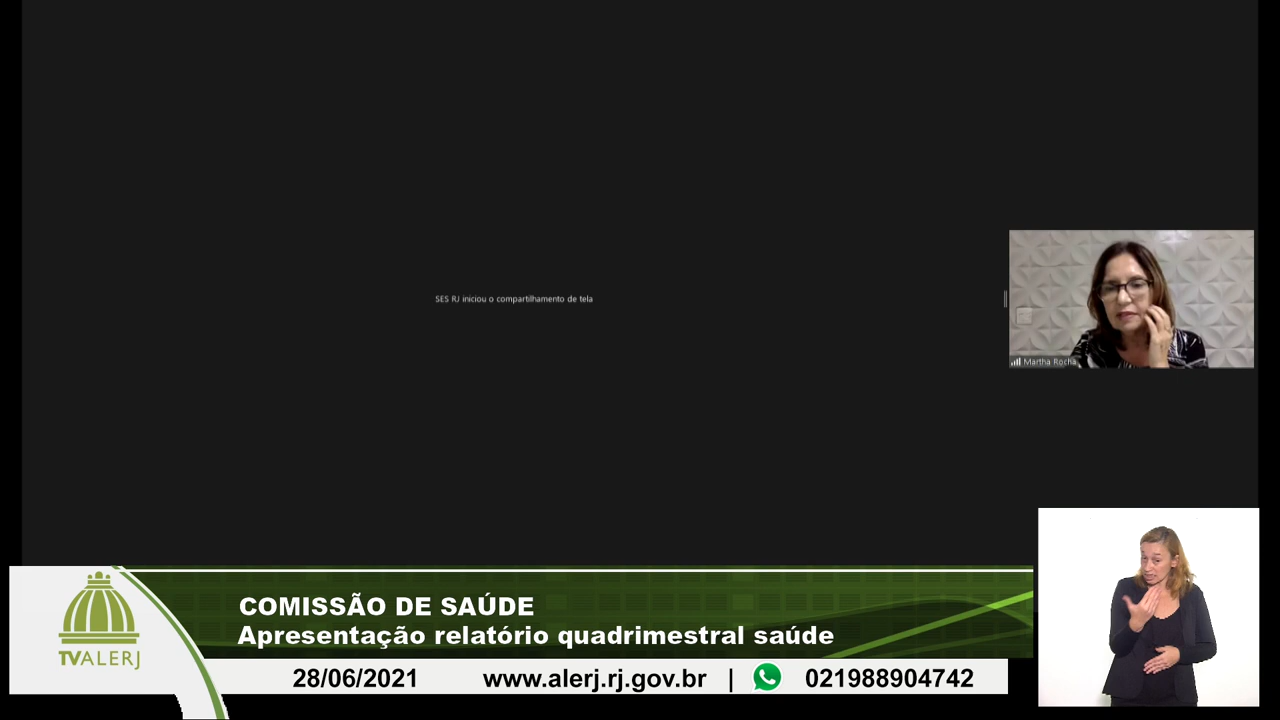 SES RJ iniciou o compartilhamento de tela
Martha Rocha
COMISSÃO DE SAÚDE
Apresentação relatório quadrimestral saúde
TVALERJ
28/06/2021 www.alerj.rj.gov.br | 021988904742